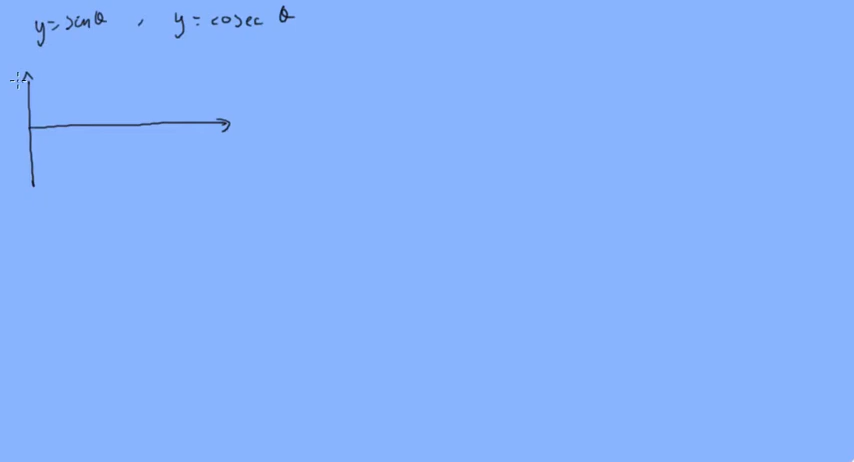 y = sinθ , y = cosec θ